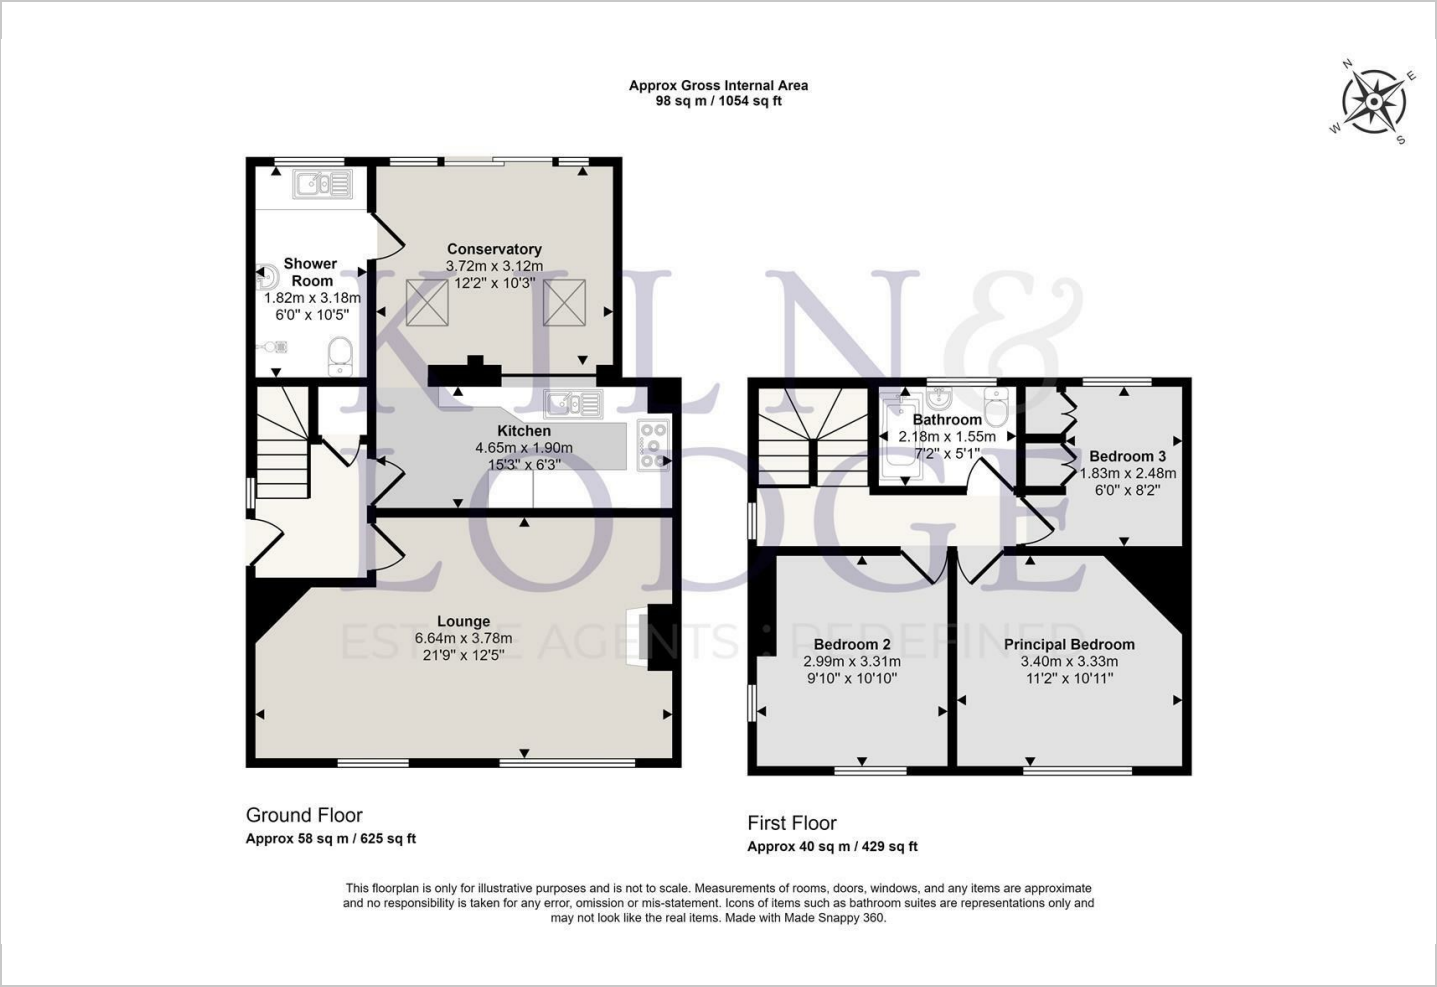 Approx Gross Internal Area
98 sq m / 1054 sq ft
N
E
W
S
Shower
Room
1.82m x 3.18m
6'0" x 10'5"
Conservatory
3.72m x 3.12m
12'2" x 10'3"
Kitchen
4.65m x 1.90m
15'3" x 6'3"
Lounge
6.64m x 3.78m
21'9" x 12'5"
Bathroom
2.18m x 1.55m
7'2" x 5'1"
Bedroom 3
1.83m x 2.48m
6'0" x 8'2"
Bedroom 2
2.99m x 3.31m
9'10" x 10'10"
Principal Bedroom
3.40m x 3.33m
11'2" x 10'11"
KILN &
LODGE
ESTATE AGENTS : REDEFINED
Ground Floor
Approx 58 sq m / 625 sq ft
First Floor
Approx 40 sq m / 429 sq ft
This floorplan is only for illustrative purposes and is not to scale. Measurements of rooms, doors, windows, and any items are approximate
and no responsibility is taken for any error, omission or mis-statement. Icons of items such as bathroom suites are representations only and
may not look like the real items. Made with Made Snappy 360.